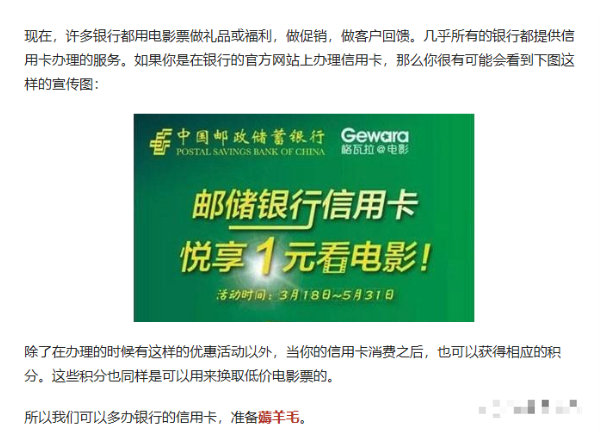 现在，许多银行都用电影票做礼品或福利，做促销，做客户回馈。几乎所有的银行都提供信
用卡办理的服务。如果你是在银行的官方网站上办理信用卡，那么你很有可能会看到下图这
样的宣传图：
中国邮政储蓄银行 Gewara
POSTAL SAVINGS BANK OF CHINA 格瓦拉@电影
邮储银行信用卡
悦享1元看电影！
活动时间：3月18日~5月31日
除了在办理的时候有这样的优惠活动以外，当你的信用卡消费之后，也可以获得相应的积
分。这些积分也同样是可以用来换取低价电影票的。
所以我们可以多办银行的信用卡，准备薅羊毛。